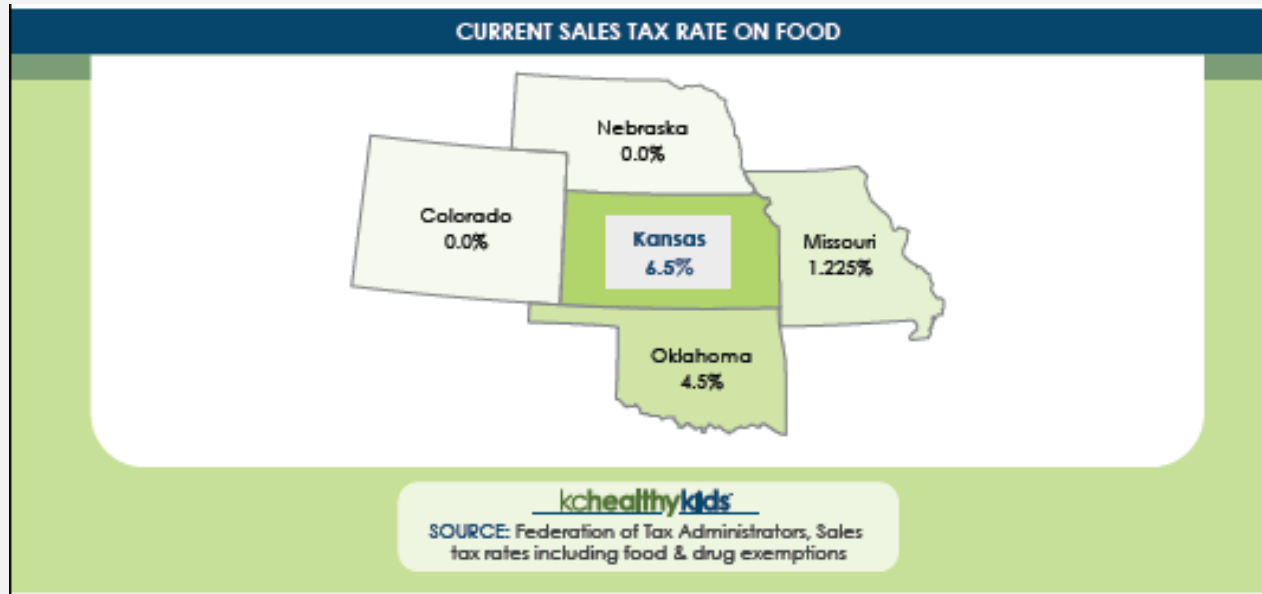 CURRENT SALES TAX RATE ON FOOD
Nebraska
0.0%
Colorado
0.0%
Kansas
6.5%
Missouri
1.225%
Oklahoma
4.5%
kchealthykids
SOURCE: Federation of Tax Administrators, Sales
tax rates including food & drug exemptions